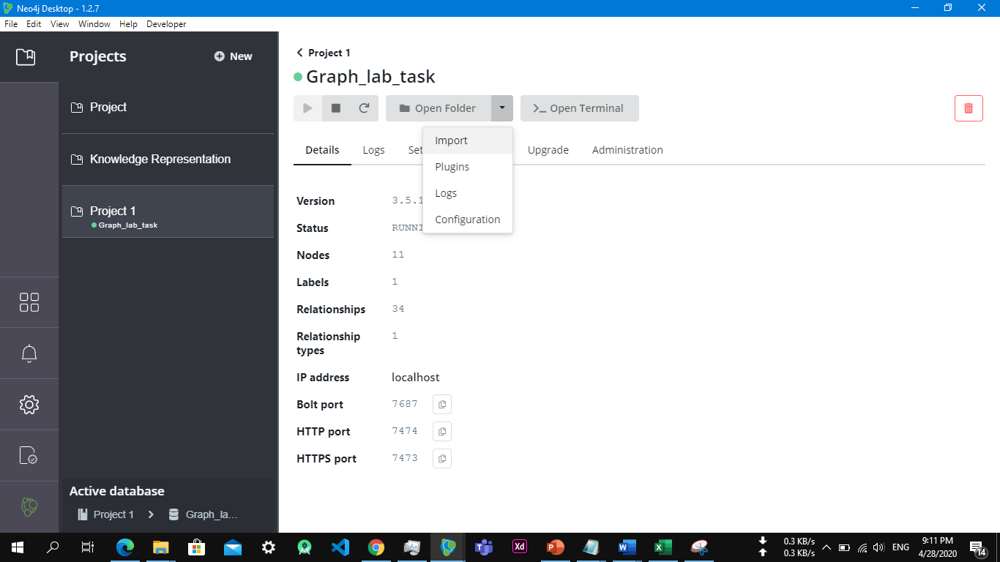 Neo4j Desktop - 1.2.7
File Edit View Window Help Developer
Projects
New
Project
Knowledge Representation
Project 1
Graph_lab_task
Active database
Project 1
Graph_la...
Project 1
Graph_lab_task
Open Folder
Open Terminal
Import
Plugins
Logs
Configuration
Details Logs Set Upgrade Administration
Version 3.5.1
Status RUNNI
Nodes 11
Labels 1
Relationships 34
Relationship
types 1
IP address localhost
Bolt port 7687
HTTP port 7474
HTTPS port 7473
Xd
0.3 KB/s
0.3 KB/s
ENG
9:11 PM
4/28/2020
14